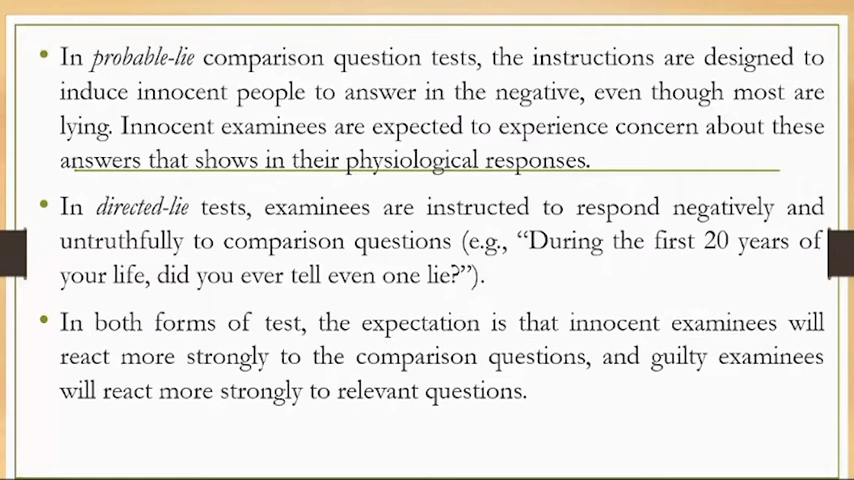 • In probable-lie comparison question tests, the instructions are designed to
induce innocent people to answer in the negative, even though most are
lying. Innocent examinees are expected to experience concern about these
answers that shows in their physiological responses.
• In directed-lie tests, examinees are instructed to respond negatively and
untruthfully to comparison questions (e.g., “During the first 20 years of
your life, did you ever tell even one lie?”).
• In both forms of test, the expectation is that innocent examinees will
react more strongly to the comparison questions, and guilty examinees
will react more strongly to relevant questions.